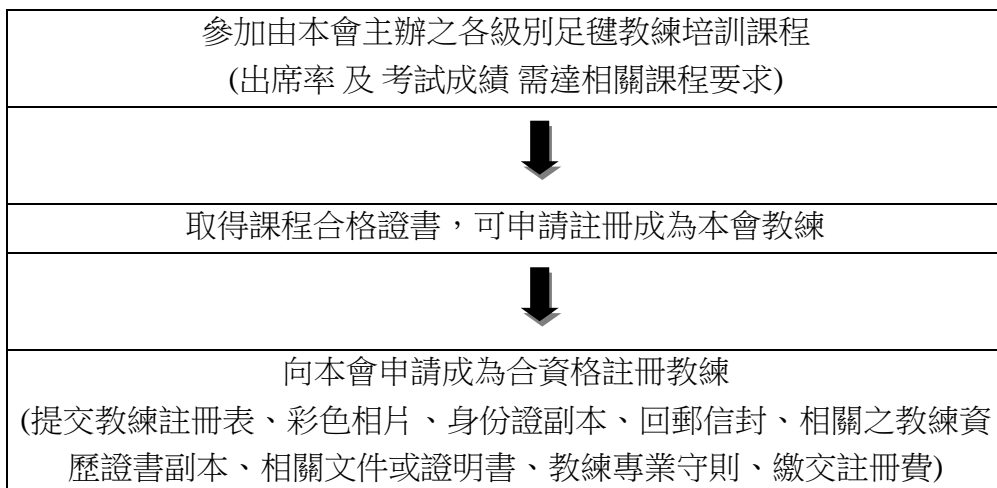 參加由本會主辦之各級別足毽教練培訓課程
(出席率 及 考試成績 需達相關課程要求)
取得課程合格證書，可申請註冊成為本會教練
向本會申請成為合資格註冊教練
(提交教練註冊表、彩色相片、身份證副本、回郵信封、相關之教練資
歷證書副本、相關文件或證明書、教練專業守則、繳交註冊費)